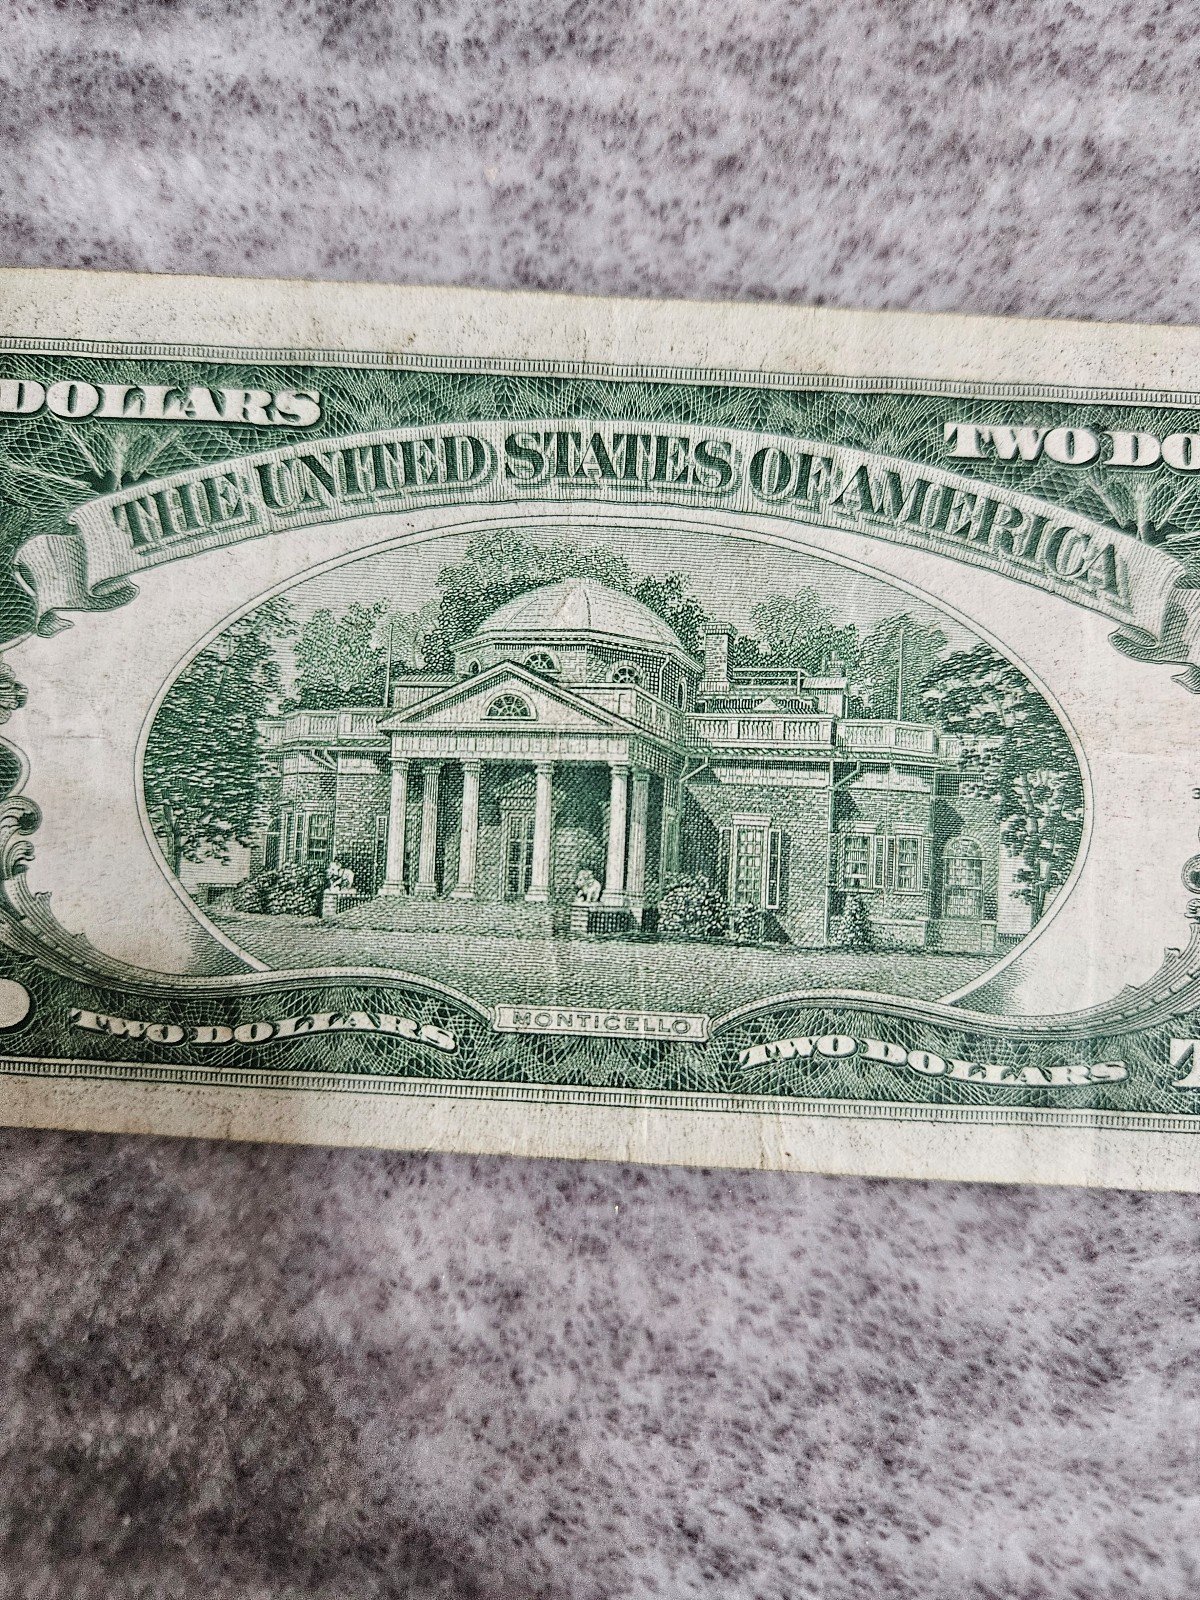 DOLLARS
TWO DO
THE UNITED STATES OF AMERICA
MONTICELLO
TWO DOLLARS
TWO DOLLARS